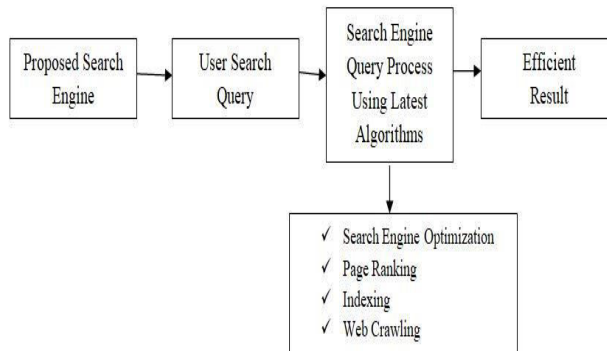 Proposed Search
Engine
User Search
Query
Search Engine
Query Process
Using Latest
Algorithms
Efficient
Result
✓ Search Engine Optimization
✓ Page Ranking
✓ Indexing
✓ Web Crawling